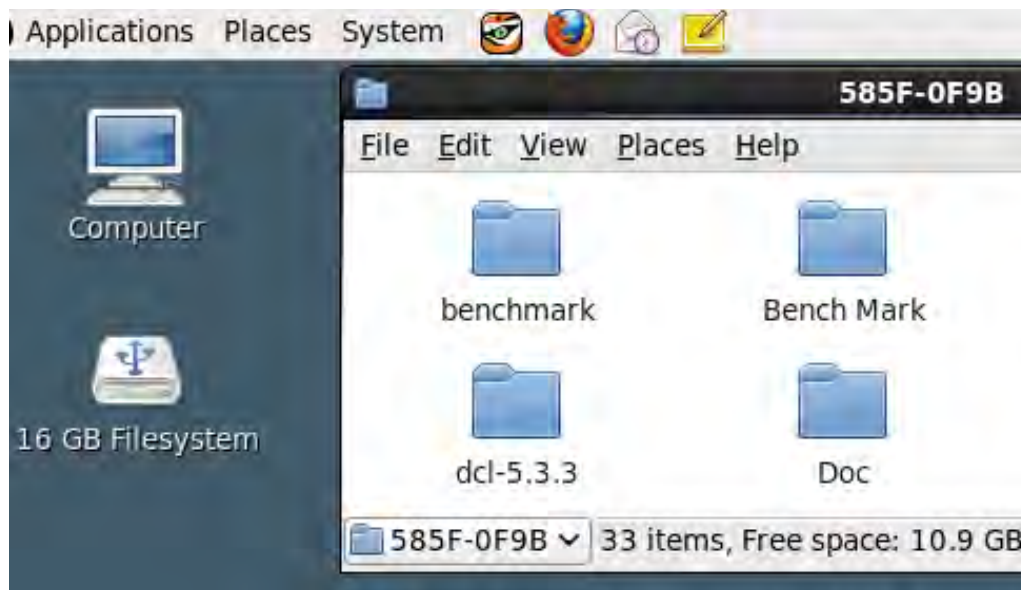 Applications Places System
585F-0F9B
File Edit View Places Help
Computer
benchmark Bench Mark
16 GB Filesystem
dcl-5.3.3 Doc
585F-0F9B 33 items, Free space: 10.9 GB